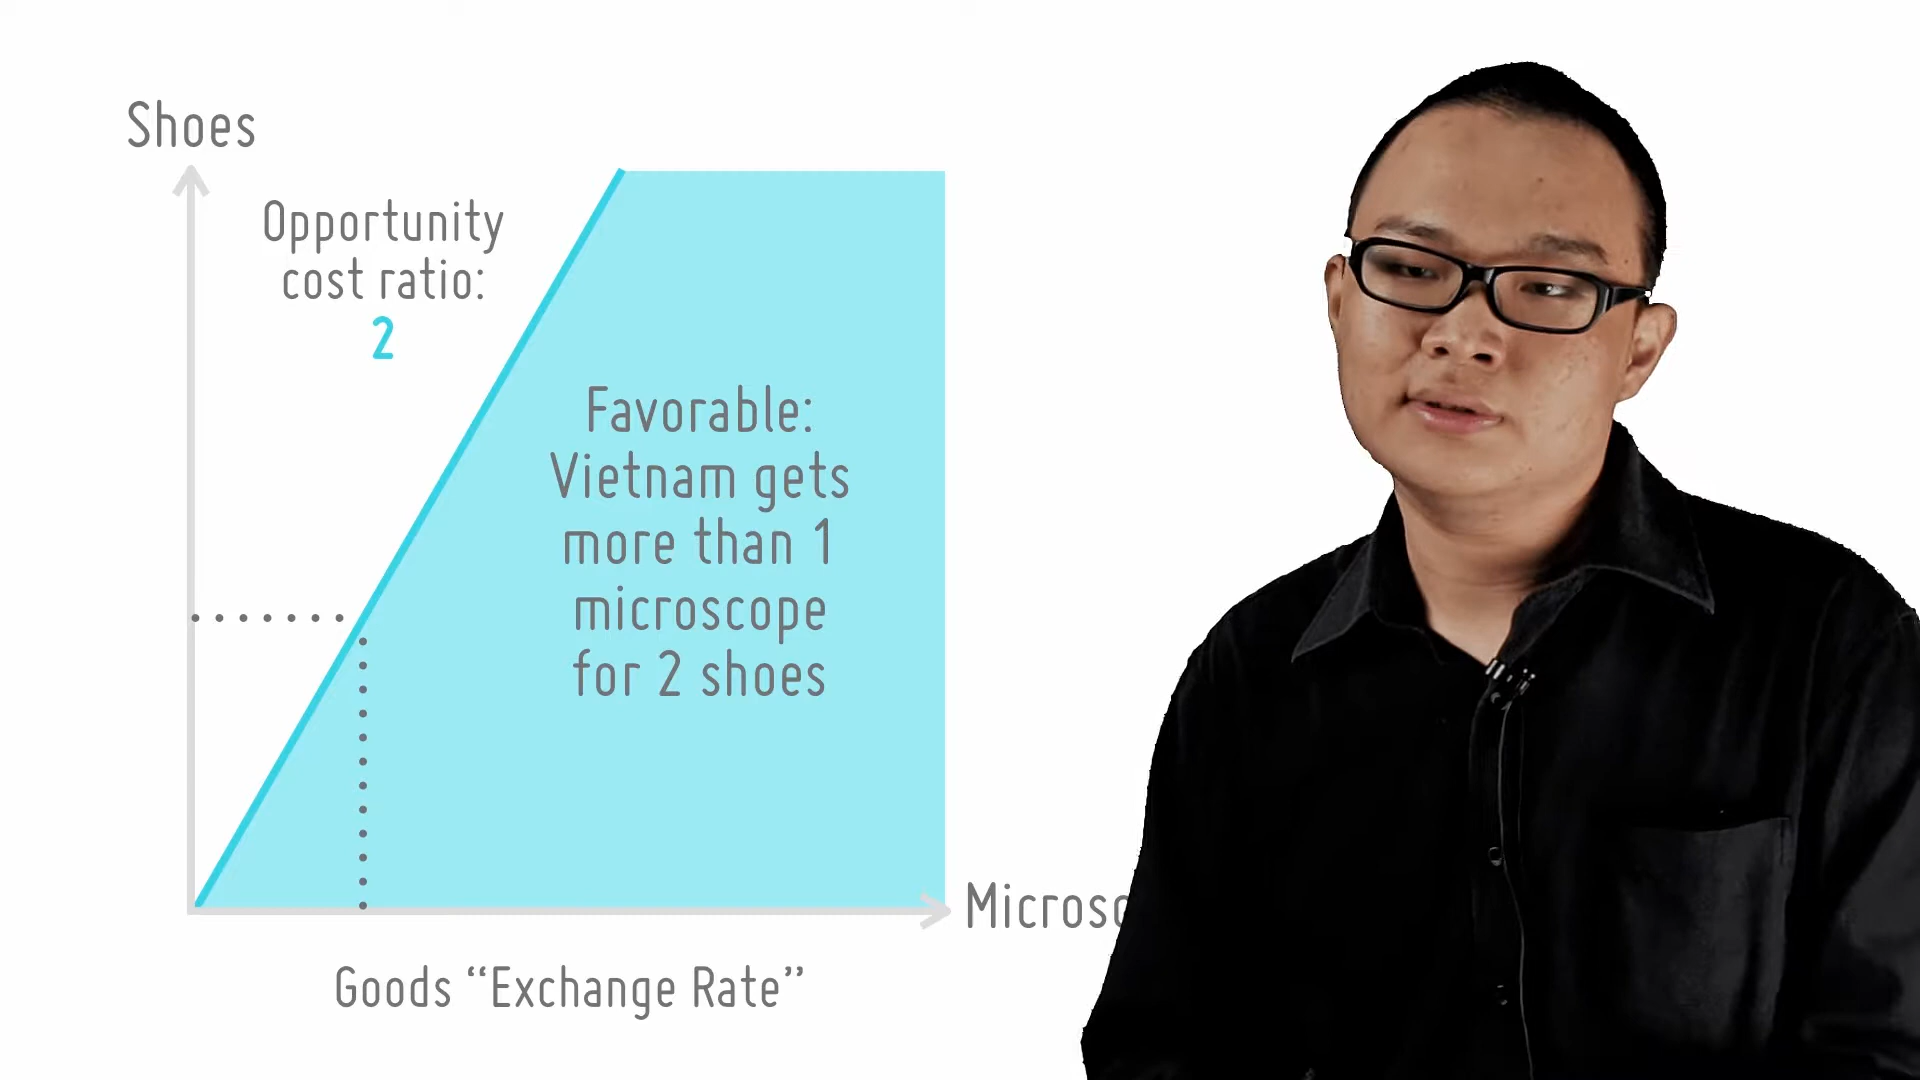 Shoes
Opportunity
cost ratio:
2
Favorable:
Vietnam gets
more than 1
microscope
for 2 shoes
Goods “Exchange Rate”